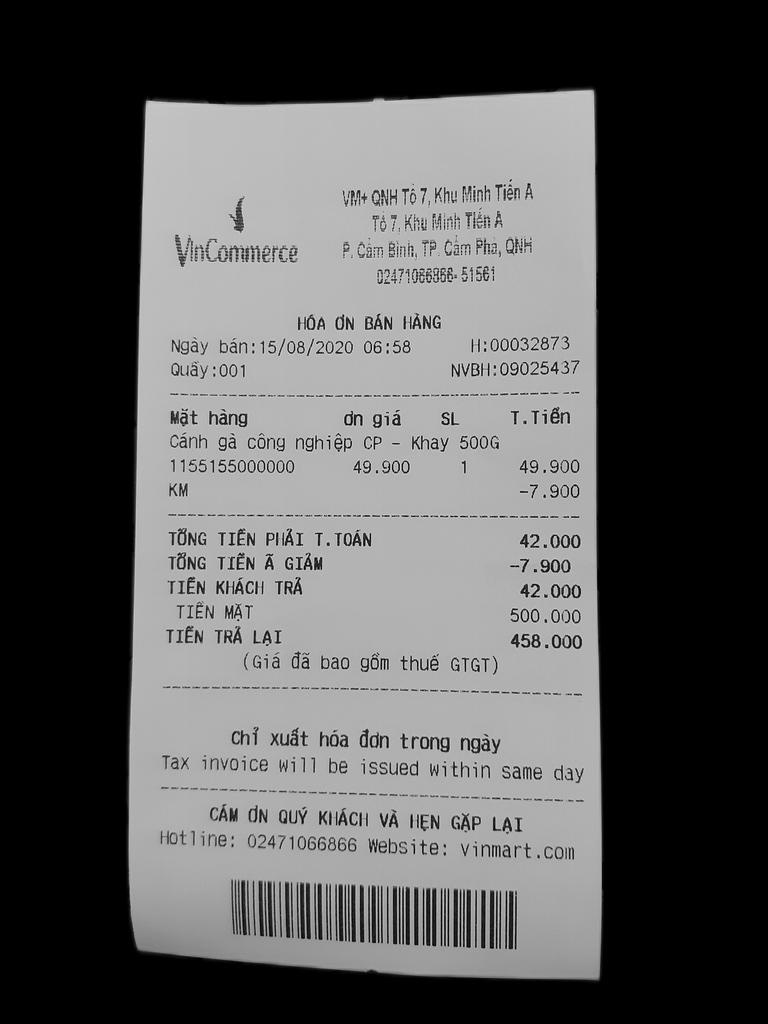 VinCommerce
VM+ QNH Tổ 7, Khu Minh Tiến A
Tổ 7, Khu Minh Tiến A
P. Cẩm Bình, TP. Cẩm Phả, QNH
02471066866-51561
HÓA ƠN BÁN HÀNG
Ngày bán:15/08/2020 06:58 H:00032873
Quầy:001 NVBH:09025437
Mặt hàng ơn giá SL T.Tiền
Cánh gà công nghiệp CP - Khay 500G
1155155000000 49.900 1 49.900
KM -7.900
TỔNG TIỀN PHẢI T.TOÁN 42.000
TỔNG TIỀN Ã GIẢM -7.900
TIỀN KHÁCH TRẢ 42.000
TIỀN MẶT 500.000
TIỀN TRẢ LẠI 458.000
(Giá đã bao gồm thuế GTGT)
Chỉ xuất hóa đơn trong ngày
Tax invoice will be issued within same day
CẢM ƠN QUÝ KHÁCH VÀ HẸN GẶP LẠI
Hotline: 02471066866 Website: vinmart.com